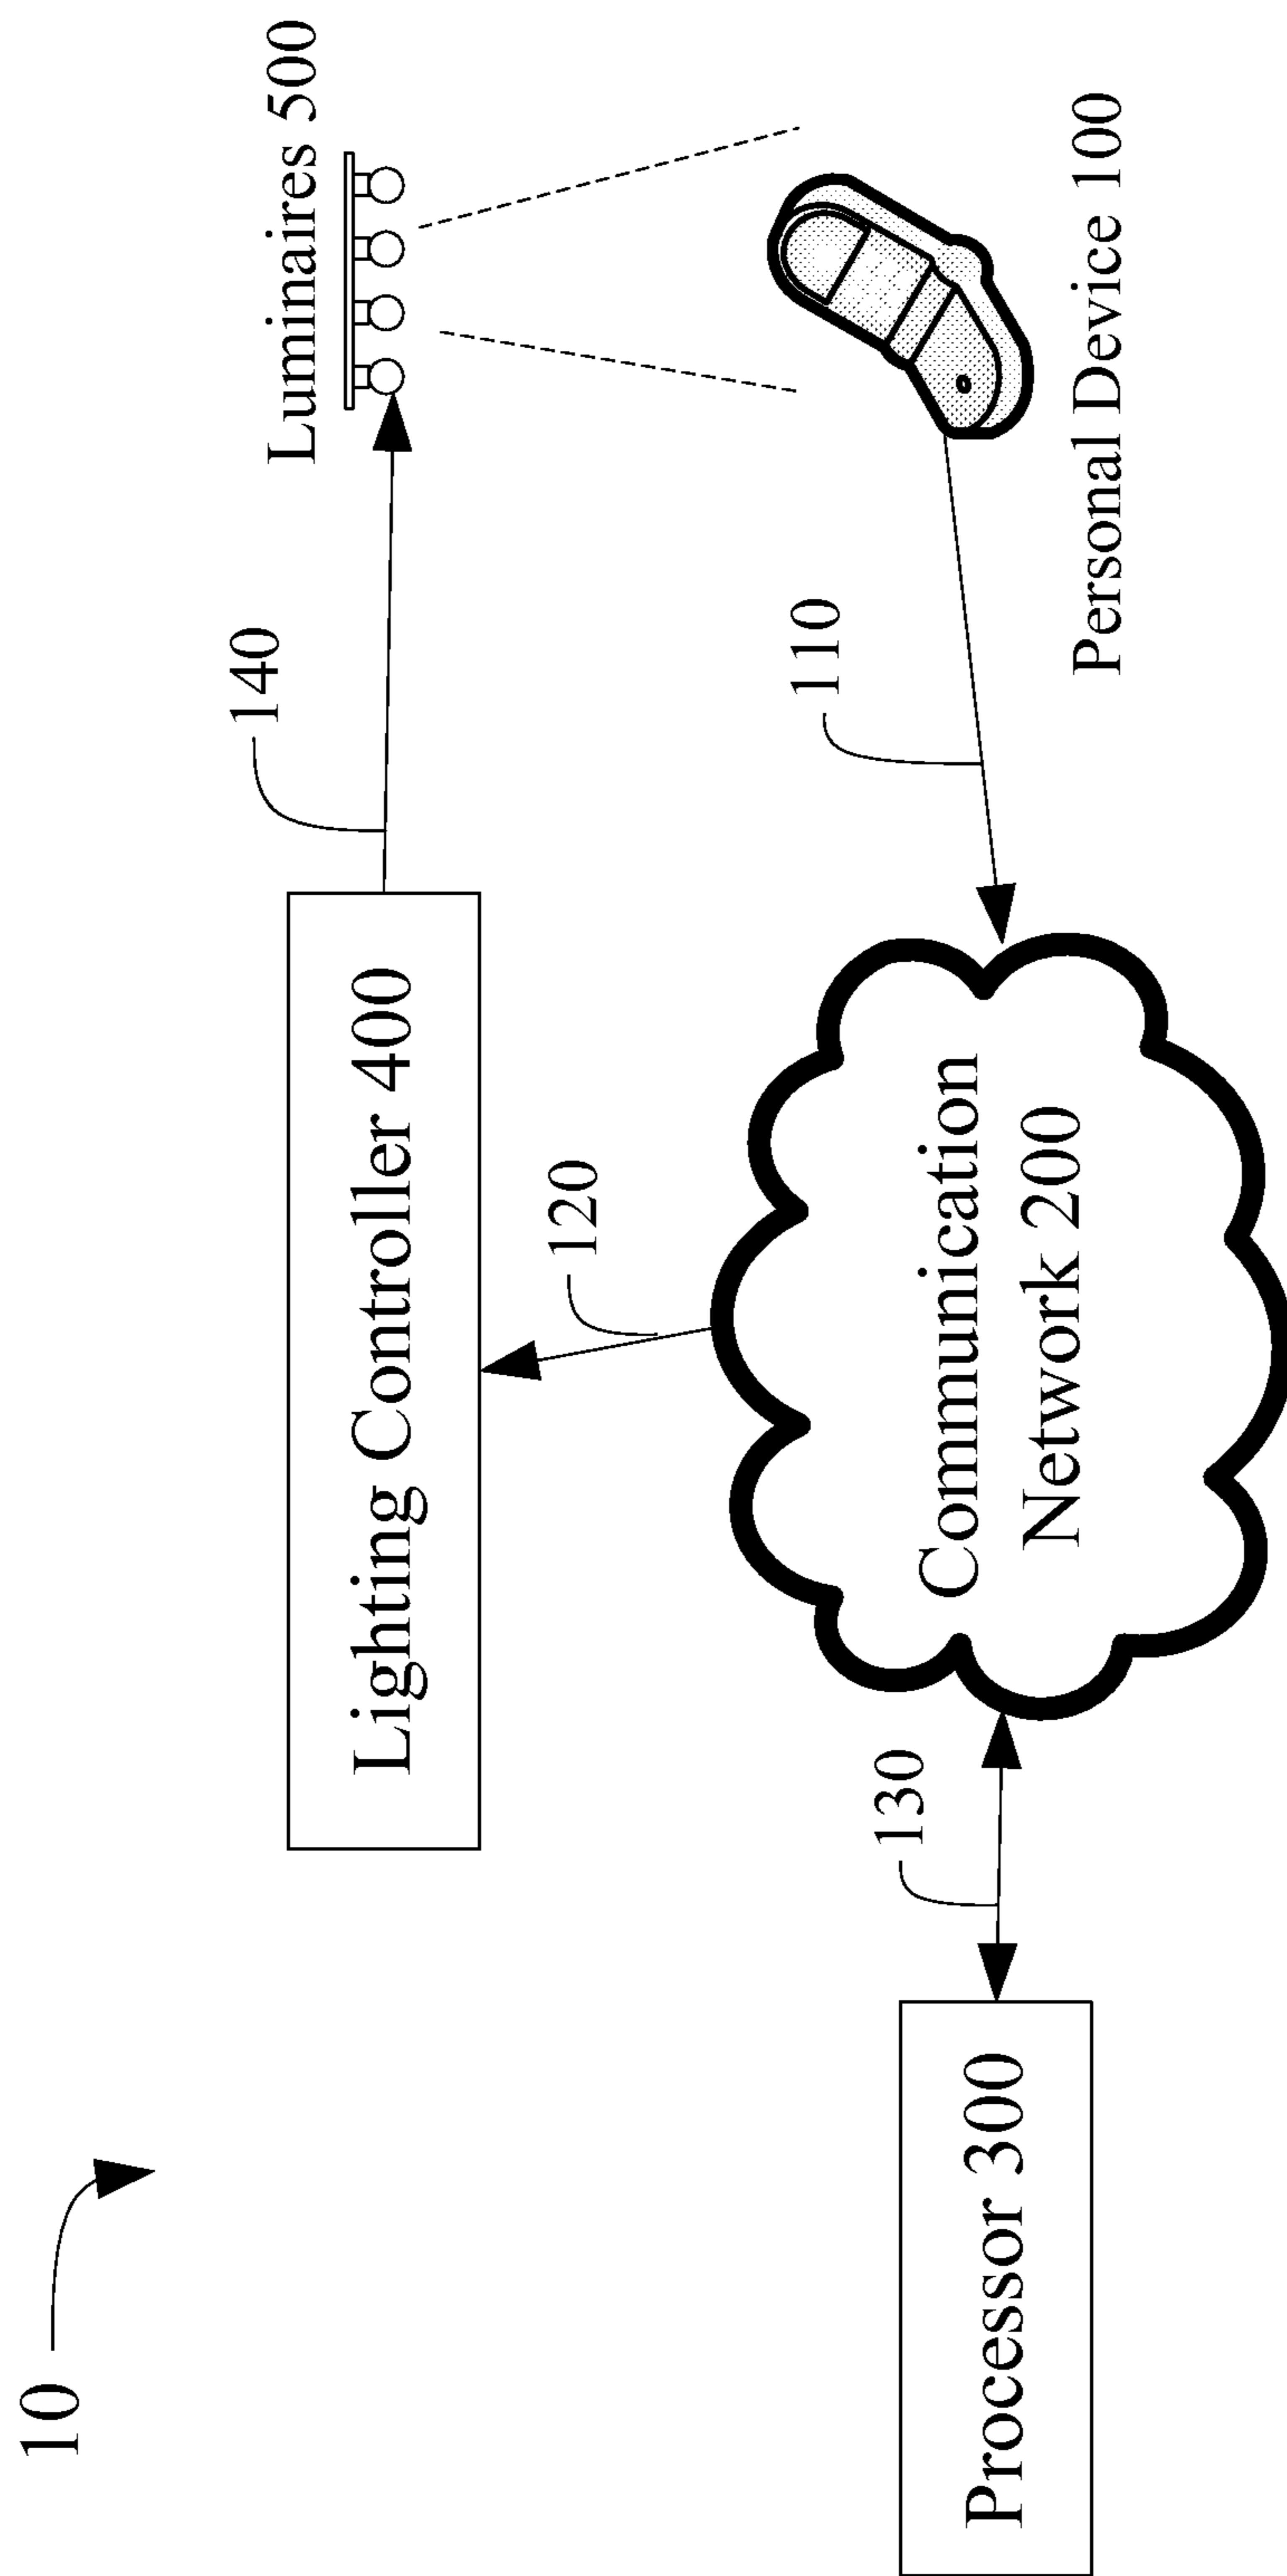 10
Luminaires 500
140
Lighting Controller 400
120
110
130
Communication
Network 200
Processor 300
Personal Device 100